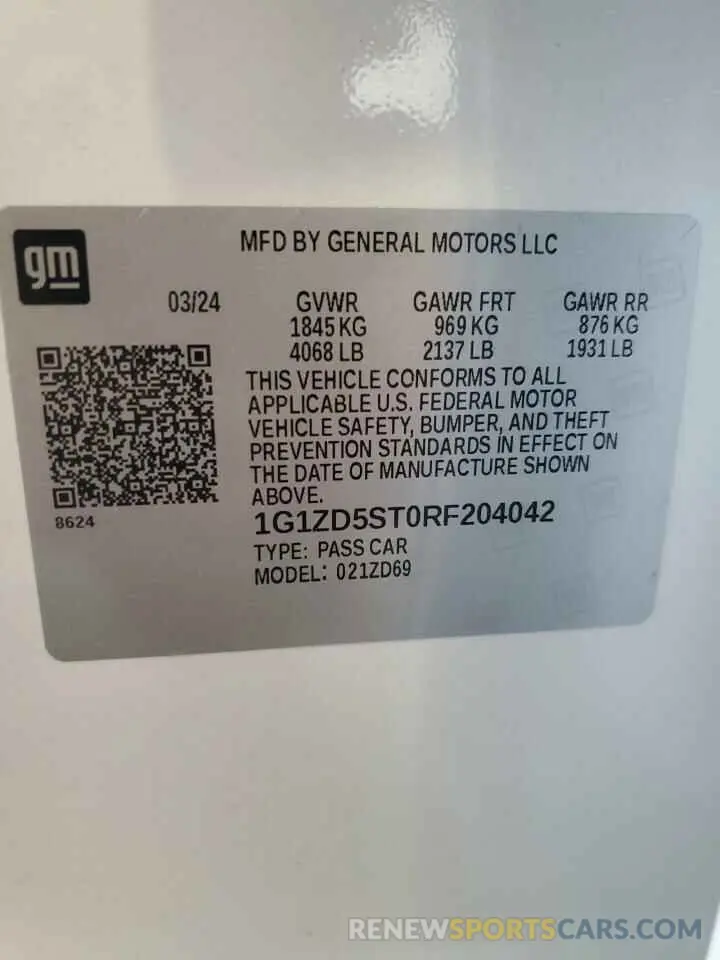 gm
MFD BY GENERAL MOTORS LLC
03/24 GVWR GAWR FRT GAWR RR
1845 KG 969 KG 876 KG
4068 LB 2137 LB 1931 LB
THIS VEHICLE CONFORMS TO ALL
APPLICABLE U.S. FEDERAL MOTOR
VEHICLE SAFETY, BUMPER, AND THEFT
PREVENTION STANDARDS IN EFFECT ON
THE DATE OF MANUFACTURE SHOWN
ABOVE.
8624
1G1ZD5ST0RF204042
TYPE: PASS CAR
MODEL: 021ZD69
RENEWSPORTSCARS.COM